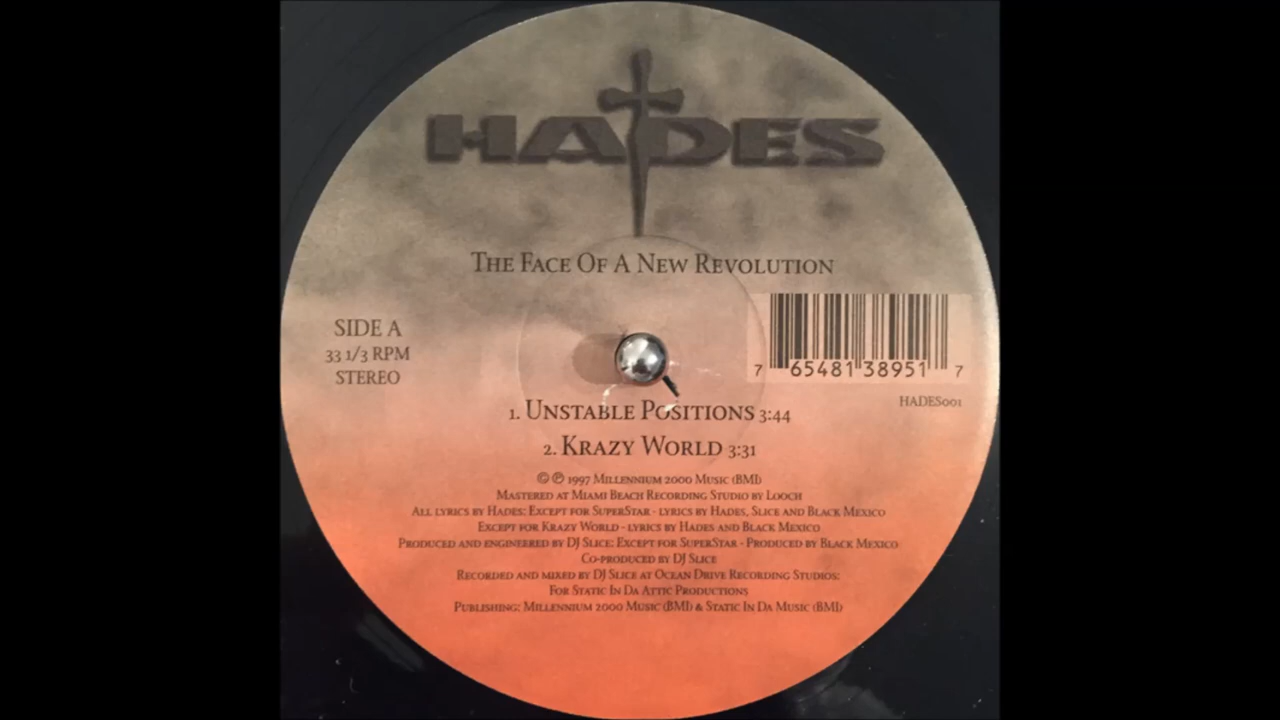 HADES
The Face Of A New Revolution
SIDE A
33 1/3 RPM
STEREO
7 65481 38951 7
HADES001
1. Unstable Positions 3:44
2. Krazy World 3:31
© ℗ 1997 Millennium 2000 Music (BMI)
Mastered at Miami Beach Recording Studio by Looch
All lyrics by Hades: Except for SuperStar - lyrics by Hades, Slice and Black Mexico
Except for Krazy World - lyrics by Hades and Black Mexico
Produced and engineered by DJ Slice: Except for SuperStar - Produced by Black Mexico
Co-produced by DJ Slice
Recorded and mixed by DJ Slice at Ocean Drive Recording Studios:
For Static In Da Attic Productions
Publishing: Millennium 2000 Music (BMI) & Static In Da Music (BMI)